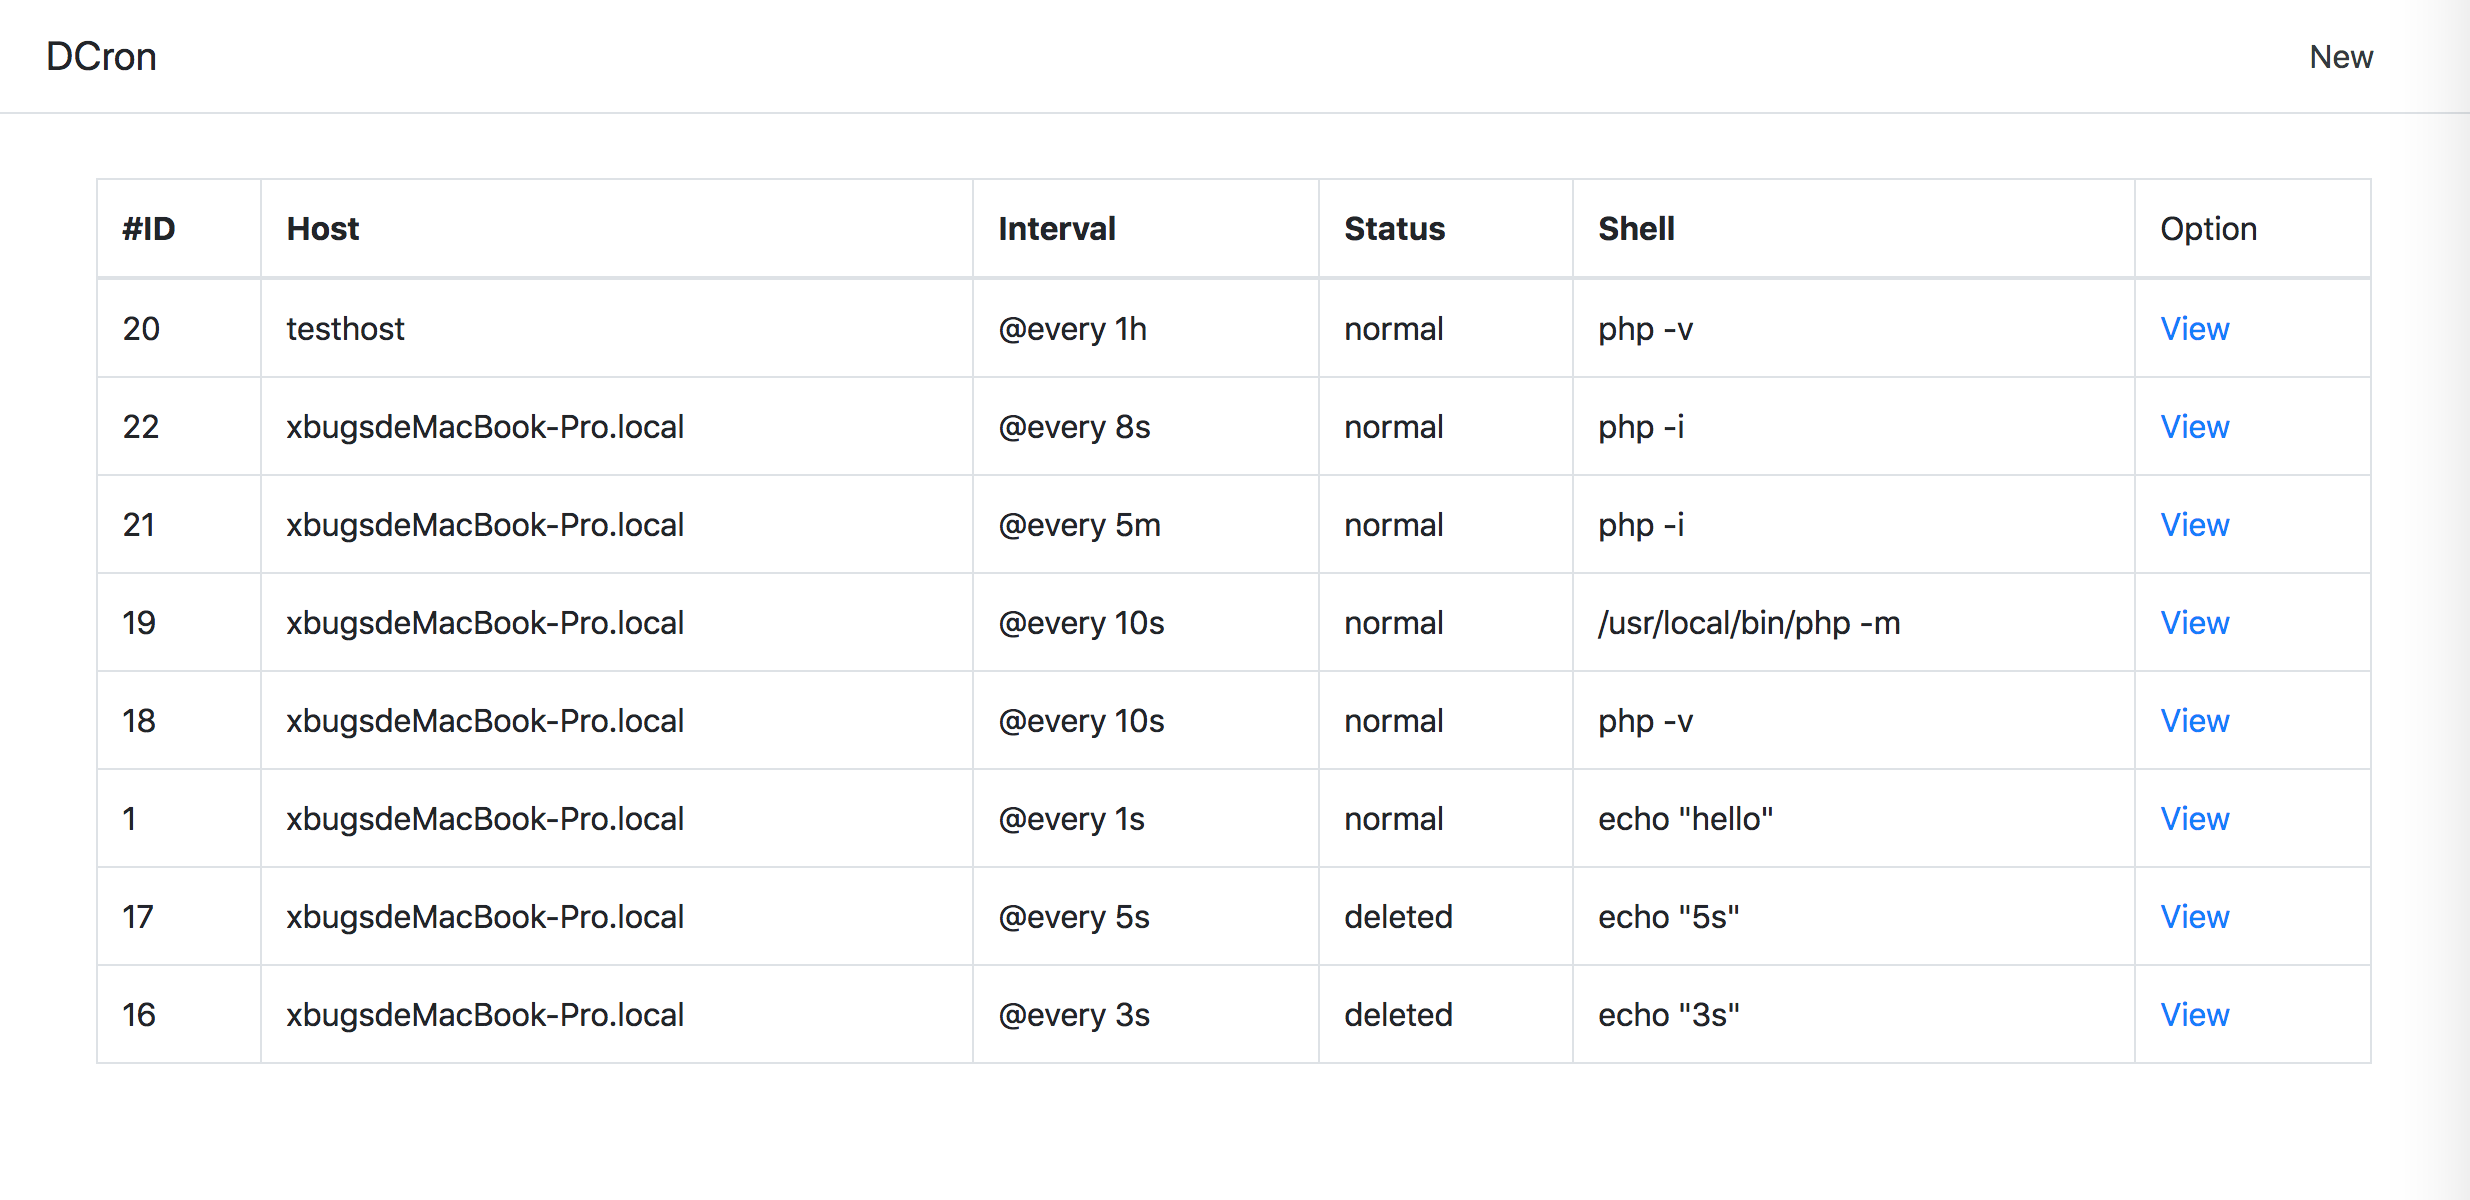 DCron New
#ID Host Interval Status Shell Option
20 testhost @every 1h normal php -v View
22 xbugsdeMacBook-Pro.local @every 8s normal php -i View
21 xbugsdeMacBook-Pro.local @every 5m normal php -i View
19 xbugsdeMacBook-Pro.local @every 10s normal /usr/local/bin/php -m View
18 xbugsdeMacBook-Pro.local @every 10s normal php -v View
1 xbugsdeMacBook-Pro.local @every 1s normal echo "hello" View
17 xbugsdeMacBook-Pro.local @every 5s deleted echo "5s" View
16 xbugsdeMacBook-Pro.local @every 3s deleted echo "3s" View